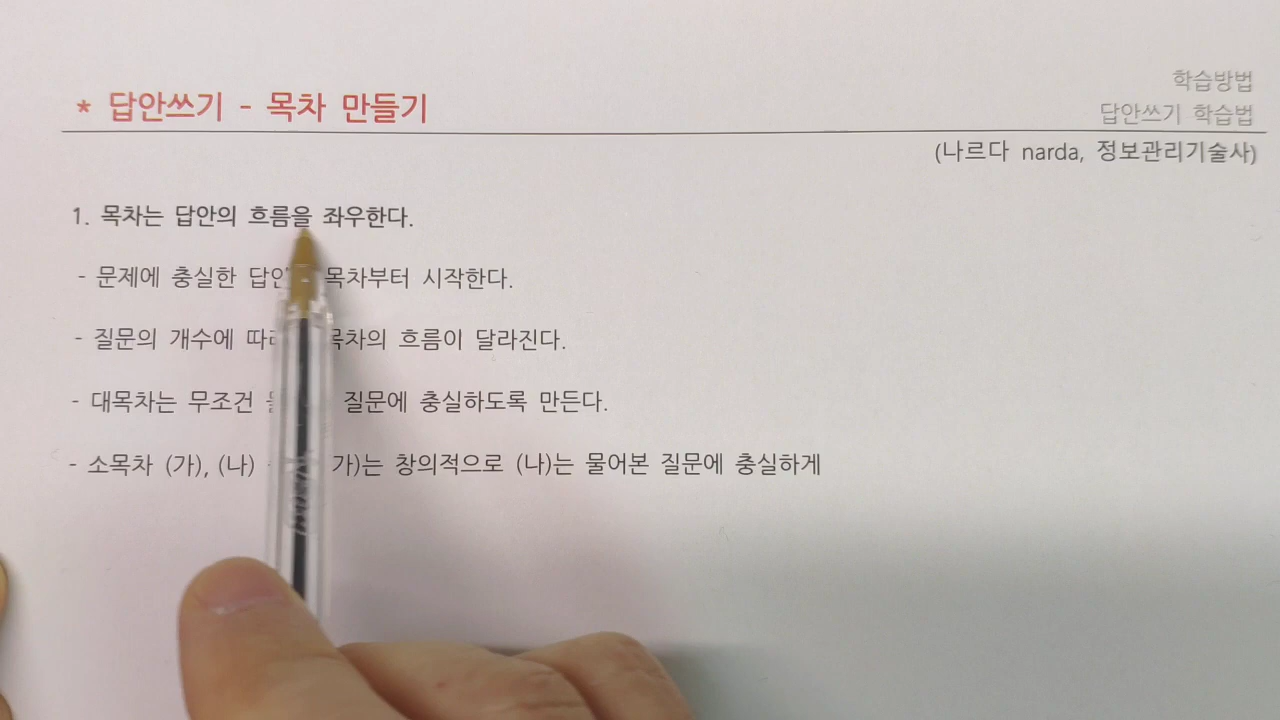 학습방법
* 답안쓰기 - 목차 만들기
답안쓰기 학습법
(나르다 narda, 정보관리기술사)
1. 목차는 답안의 흐름을 좌우한다.
- 문제에 충실한 목차부터 시작한다.
- 질문의 개수에 목차의 흐름이 달라진다.
- 대목차는 무조건 질문에 충실하도록 만든다.
- 소목차 (가), (나) 가)는 창의적으로 (나)는 물어본 질문에 충실하게